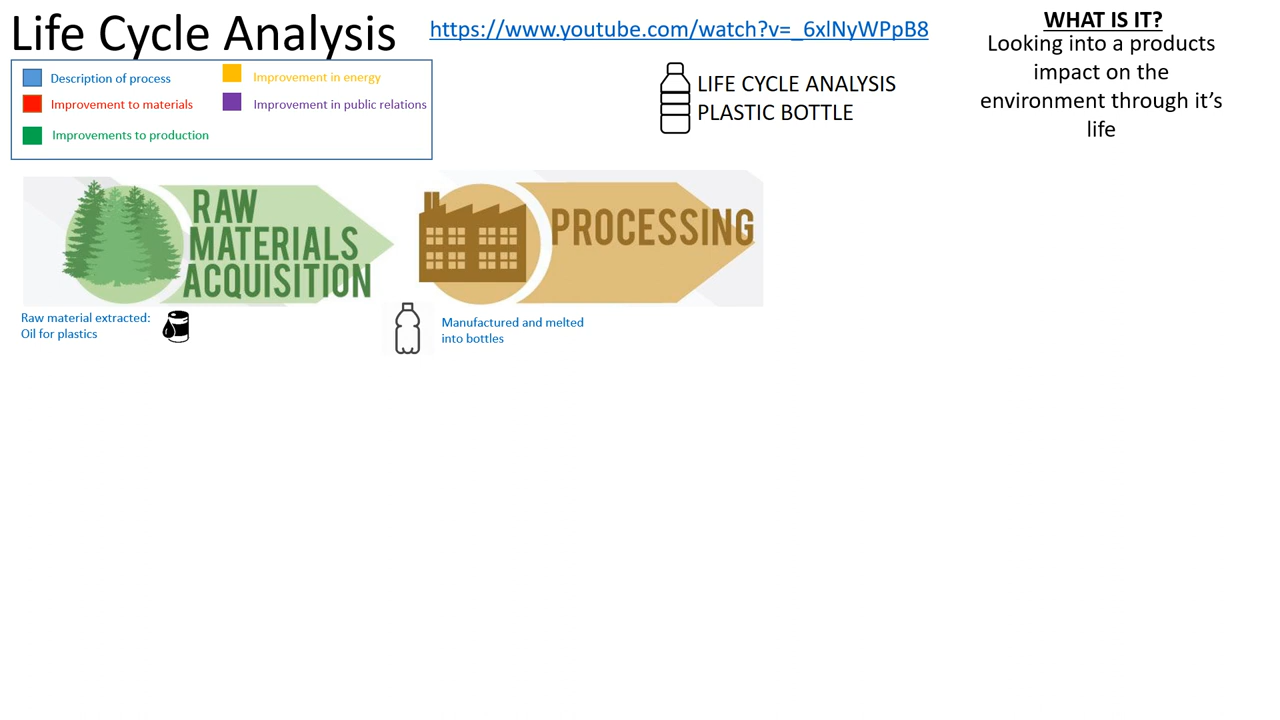 Life Cycle Analysis
https://www.youtube.com/watch?v=_6xlNyWPpB8
WHAT IS IT?
Looking into a products
impact on the
environment through it's
life
Description of process
Improvement in energy
Improvement to materials
Improvement in public relations
Improvements to production
LIFE CYCLE ANALYSIS
PLASTIC BOTTLE
RAW
MATERIALS
ACQUISITION
PROCESSING
Raw material extracted:
Oil for plastics
Manufactured and melted
into bottles